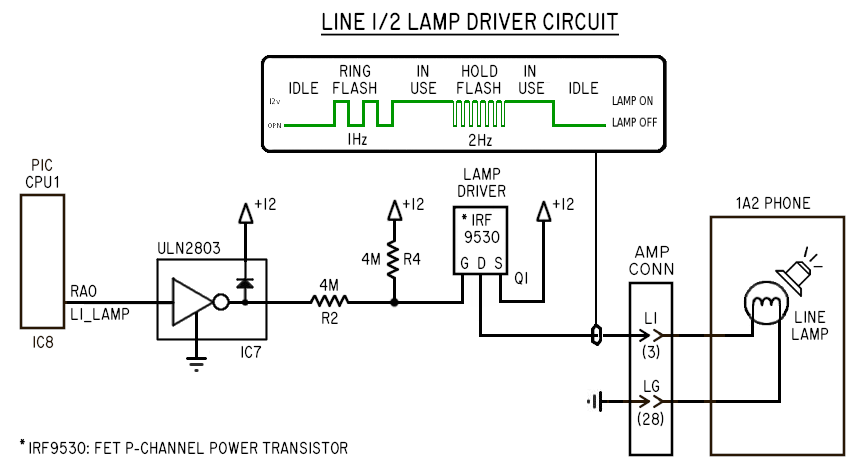 LINE 1/2 LAMP DRIVER CIRCUIT
IDLE
RING
FLASH
IN
USE
HOLD
FLASH
IN
USE
IDLE
12v
OPN
LAMP ON
LAMP OFF
1Hz
2Hz
PIC
CPU1
RA0
L1_LAMP
IC8
ULN2803
+12
IC7
4M
R2
+12
4M
R4
LAMP
DRIVER
* IRF
9530
G D S
Q1
+12
AMP
CONN
L1
(3)
LG
(28)
1A2 PHONE
LINE
LAMP
* IRF9530: FET P-CHANNEL POWER TRANSISTOR